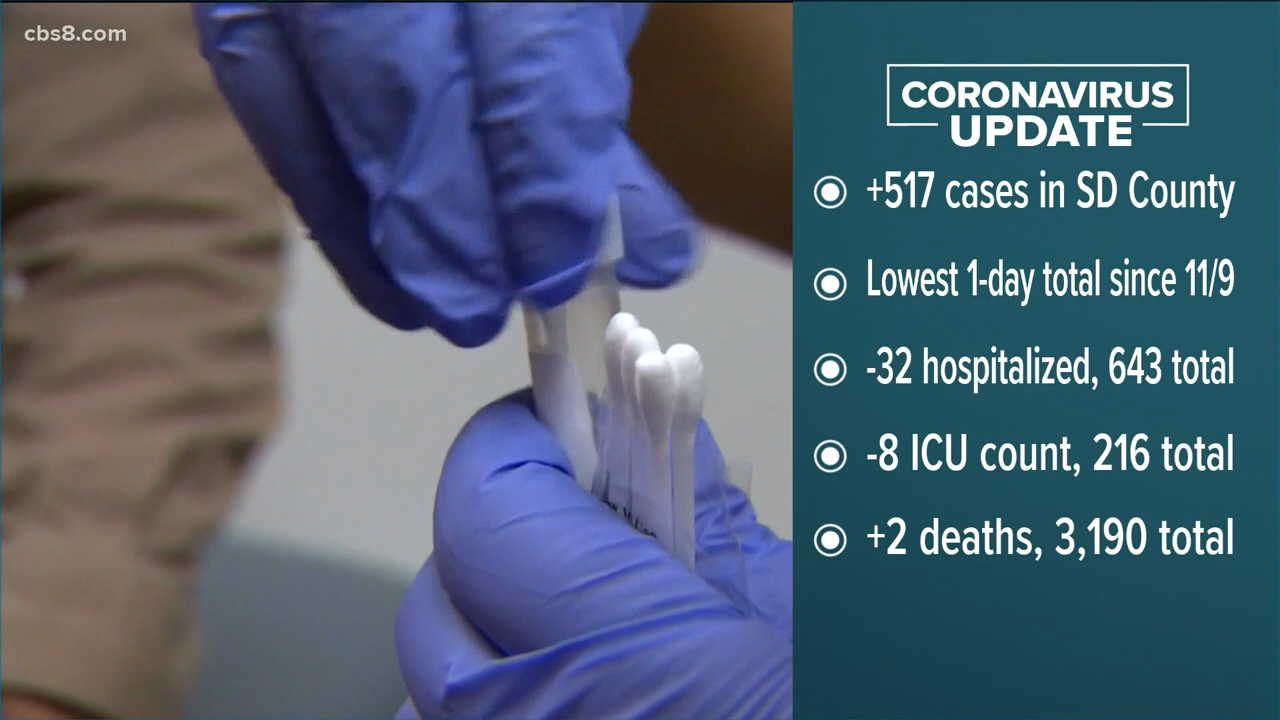 cbs8.com
CORONAVIRUS
UPDATE
+517 cases in SD County
Lowest 1-day total since 11/9
-32 hospitalized, 643 total
-8 ICU count, 216 total
+2 deaths, 3,190 total